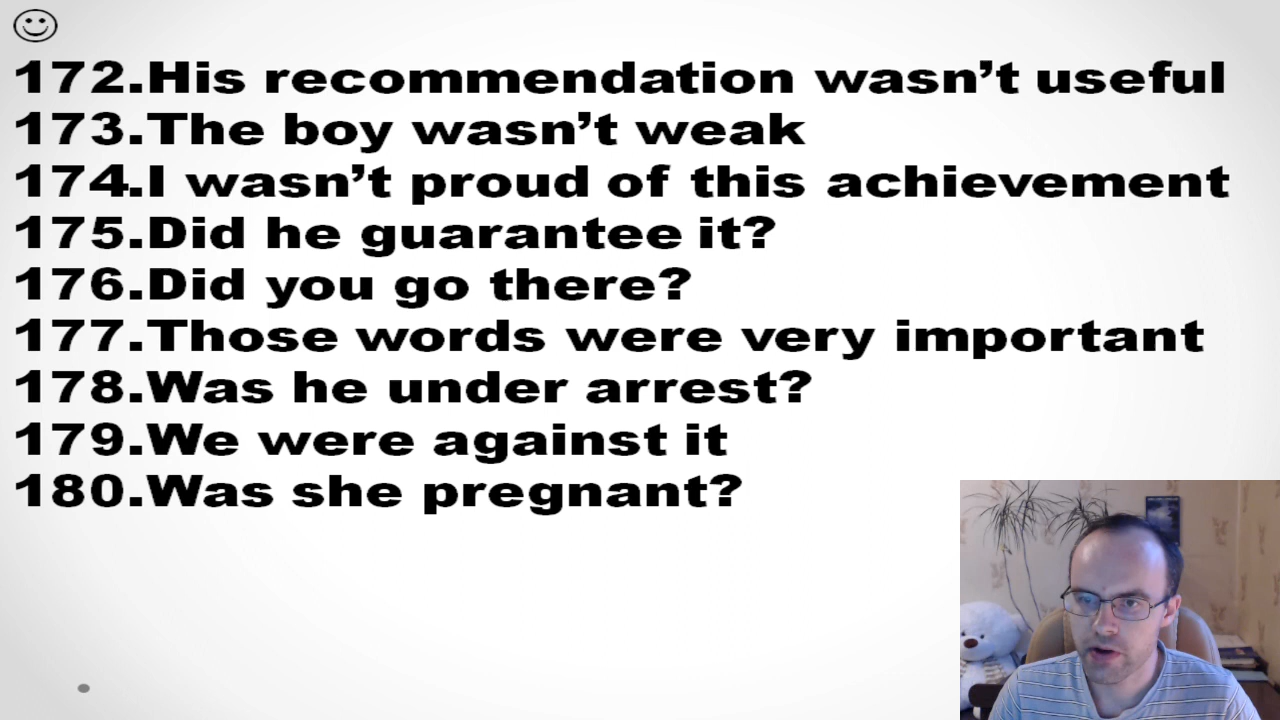 172.His recommendation wasn’t useful
173.The boy wasn’t weak
174.I wasn’t proud of this achievement
175.Did he guarantee it?
176.Did you go there?
177.Those words were very important
178.Was he under arrest?
179.We were against it
180.Was she pregnant?